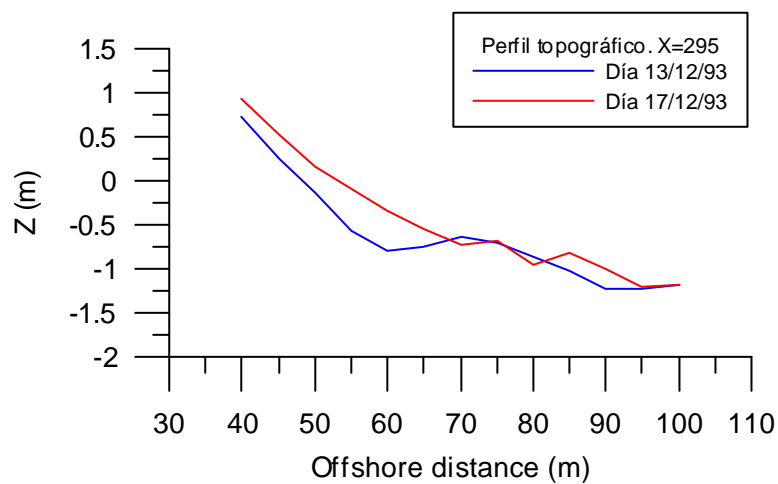 Perfil topográfico. X=295
Día 13/12/93
Día 17/12/93
1.5
1
0.5
0
-0.5
-1
-1.5
-2
Z (m)
30 40 50 60 70 80 90 100 110
Offshore distance (m)